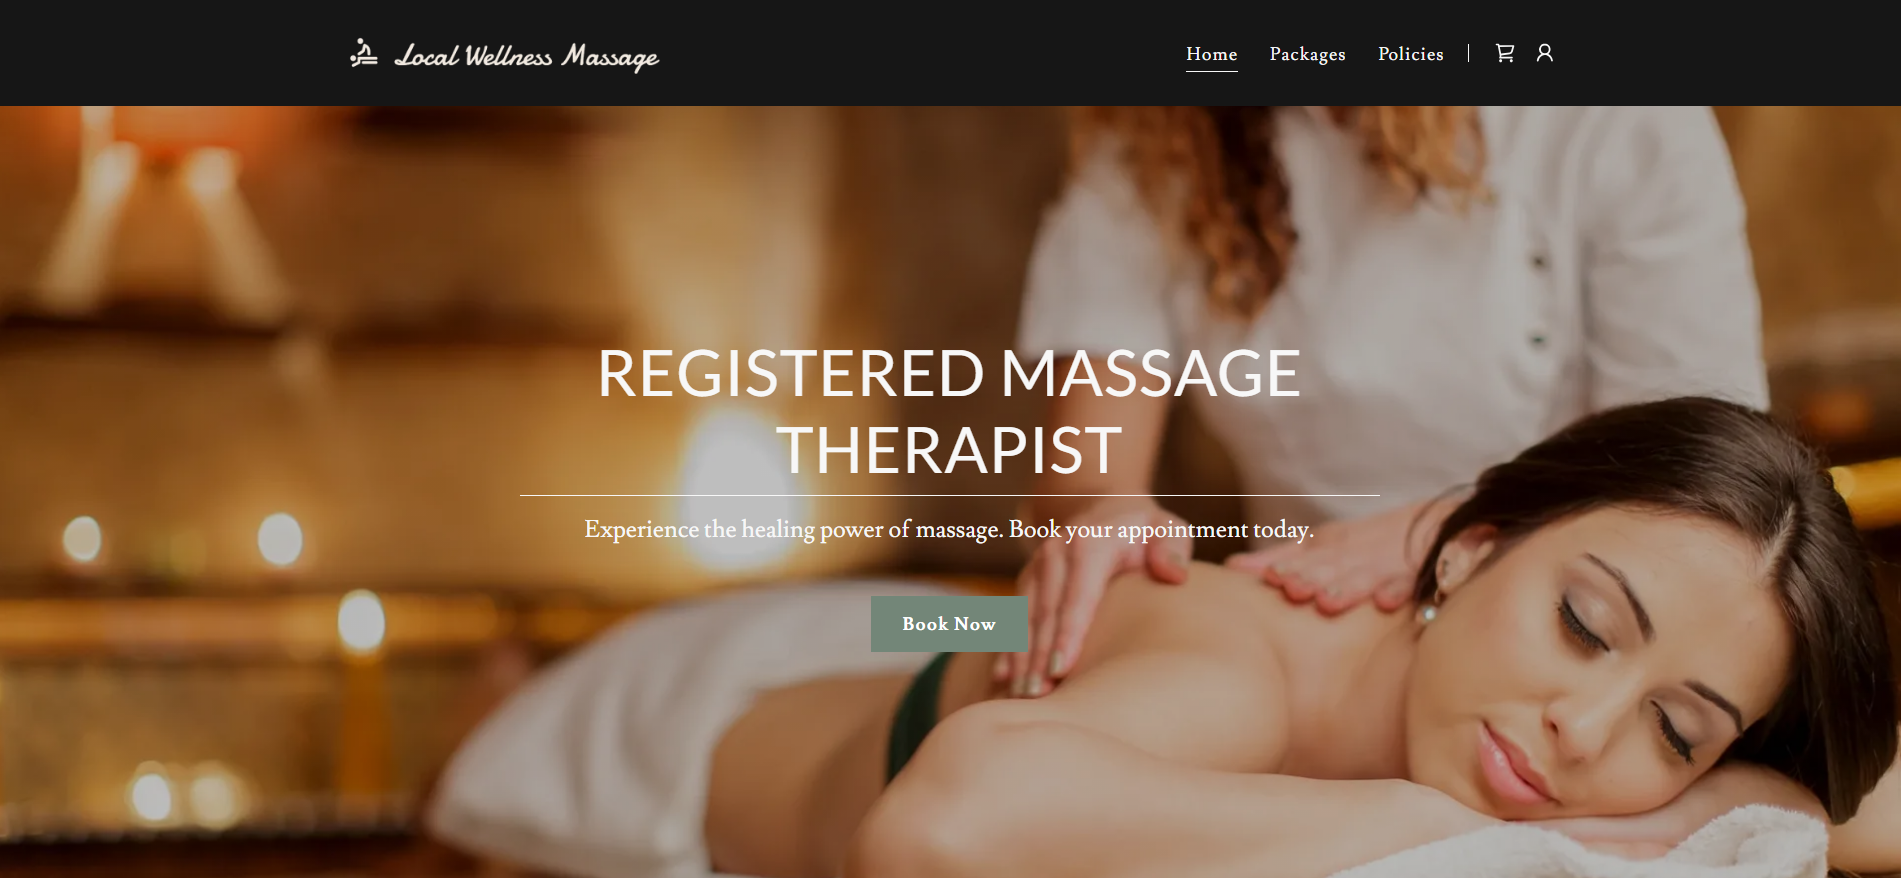 Local Wellness Massage
Home
Packages
Policies
REGISTERED MASSAGE
THERAPIST
Experience the healing power of massage. Book your appointment today.
Book Now